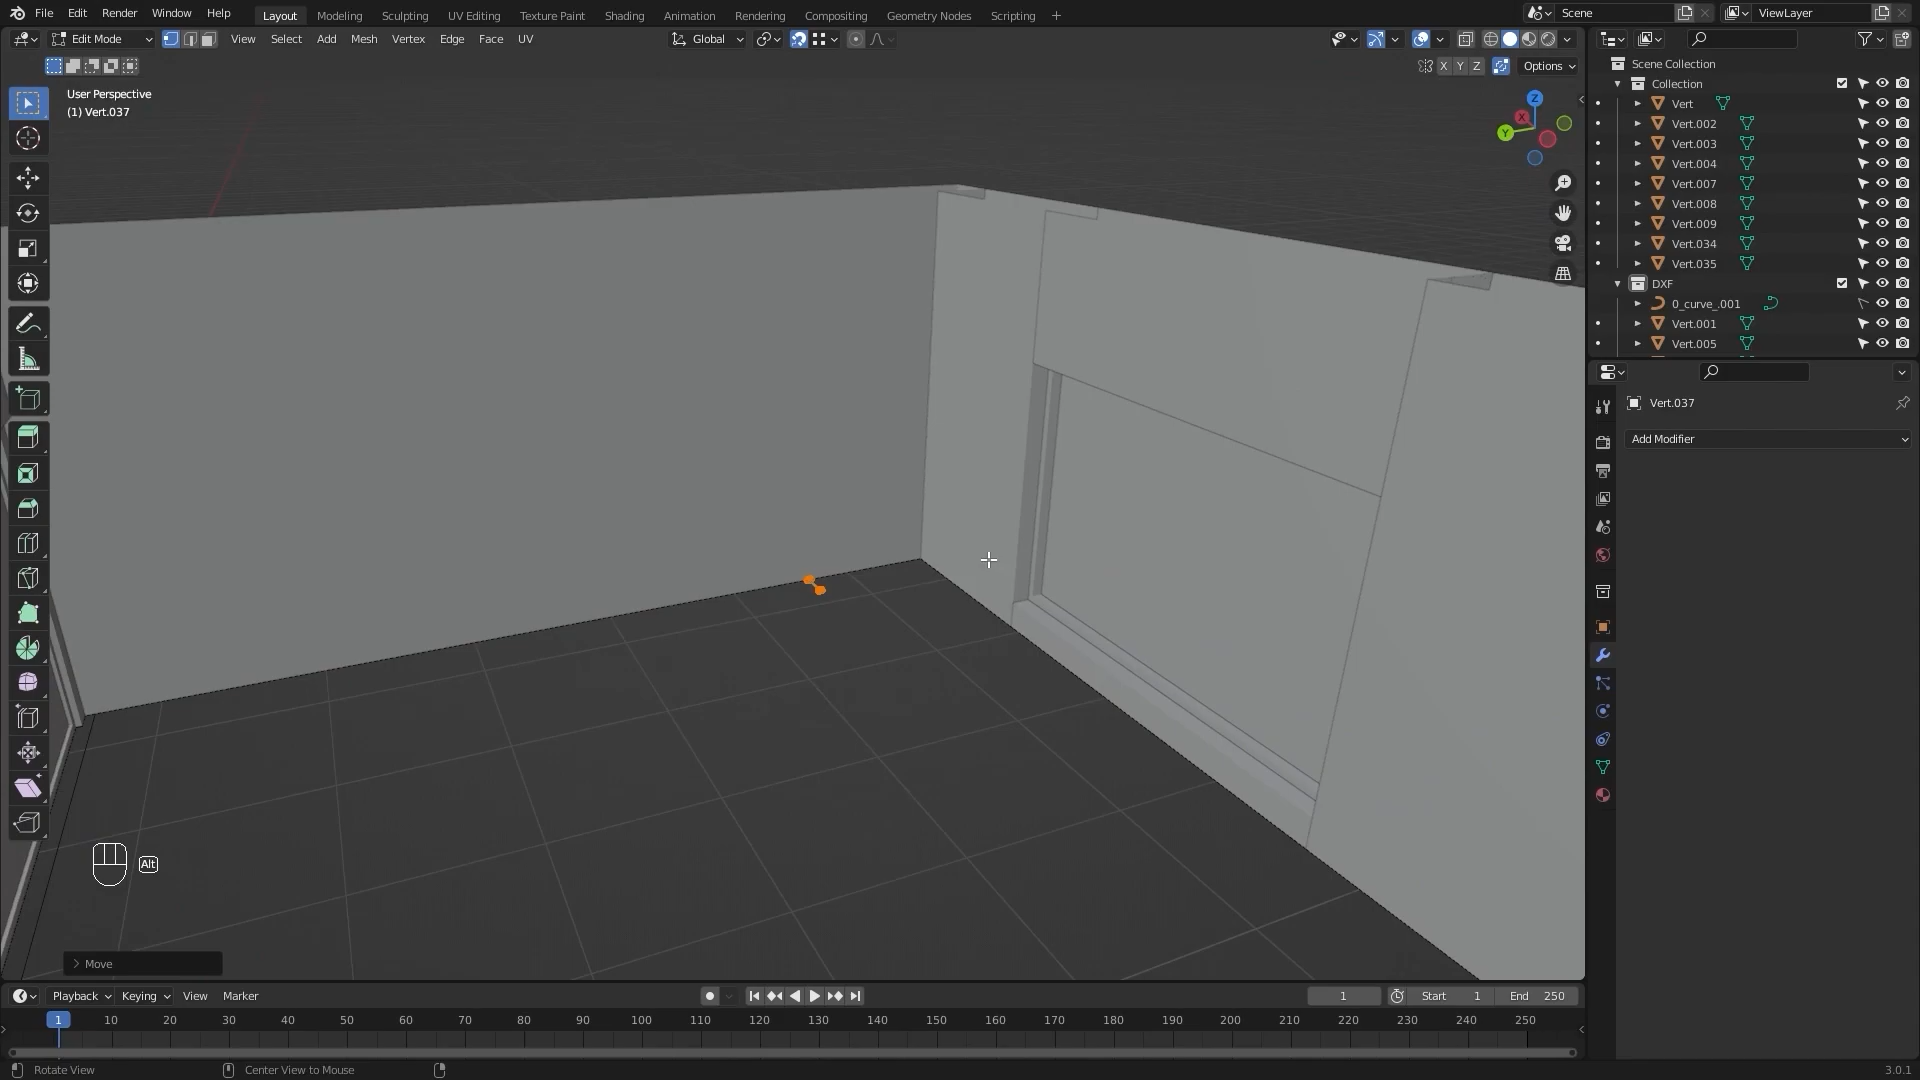 File Edit Render Window Help Layout Modeling Sculpting UV Editing Texture Paint Shading Animation Rendering Compositing Geometry Nodes Scripting + Scene ViewLayer
Edit Mode View Select Add Mesh Vertex Edge Face UV Global
X Y Z Options
User Perspective
(1) Vert.037
Z
X
Y
Scene Collection
Collection
Vert
Vert.002
Vert.003
Vert.004
Vert.007
Vert.008
Vert.009
Vert.034
Vert.035
DXF
0_curve_.001
Vert.001
Vert.005
Vert.037
Add Modifier
Alt
Move
Playback Keying View Marker 1 Start 1 End 250
1 10 20 30 40 50 60 70 80 90 100 110 120 130 140 150 160 170 180 190 200 210 220 230 240 250
Rotate View Center View to Mouse 3.0.1